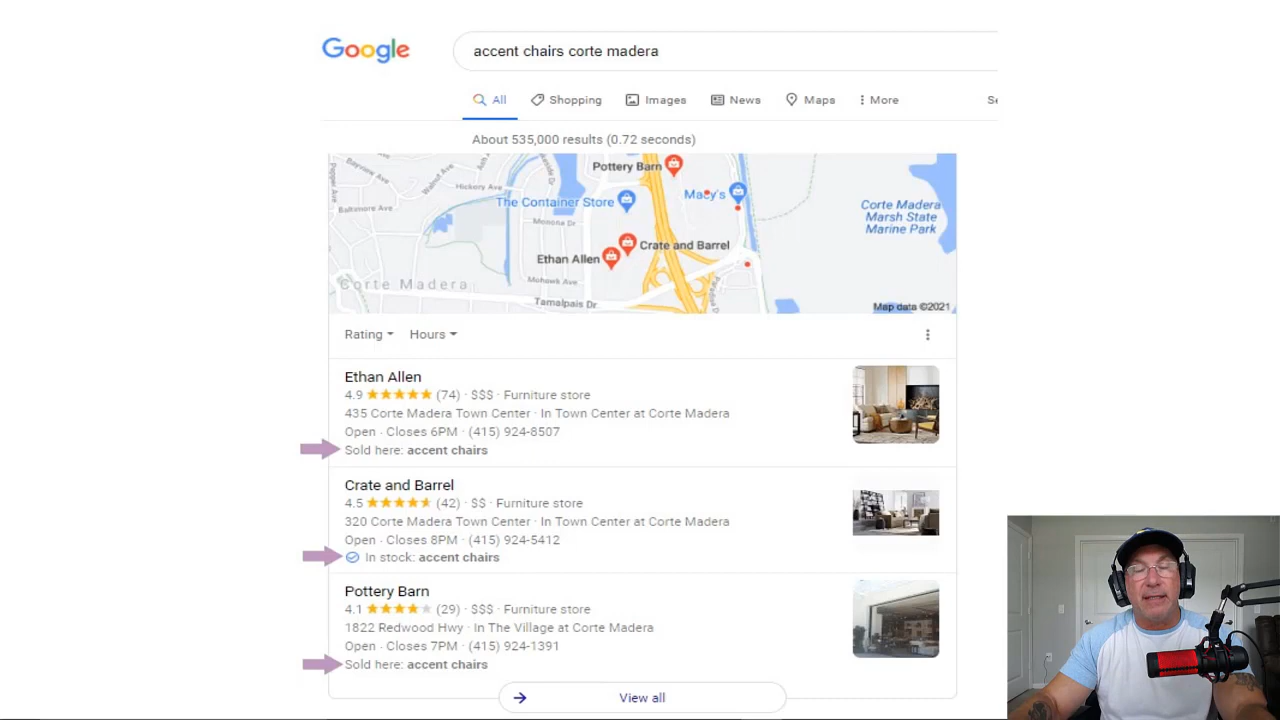 Google
accent chairs corte madera
All Shopping Images News Maps More
About 535,000 results (0.72 seconds)
Pottery Barn
Macy's
The Container Store
Corte Madera
Marsh State
Marine Park
Bayview Ave
Hickory Ave
Baltimore Ave
Monona Dr
Crate and Barrel
Ethan Allen
Mohawk Ave
Corte Madera
Tamalpais Dr
Map data ©2021
Rating Hours
Ethan Allen
4.9 (74) · $$$ · Furniture store
435 Corte Madera Town Center · In Town Center at Corte Madera
Open · Closes 6PM · (415) 924-8507
Sold here: accent chairs
Crate and Barrel
4.5 (42) · $$ · Furniture store
320 Corte Madera Town Center · In Town Center at Corte Madera
Open · Closes 8PM · (415) 924-5412
In stock: accent chairs
Pottery Barn
4.1 (29) · $$$ · Furniture store
1822 Redwood Hwy · In The Village at Corte Madera
Open · Closes 7PM · (415) 924-1391
Sold here: accent chairs
View all